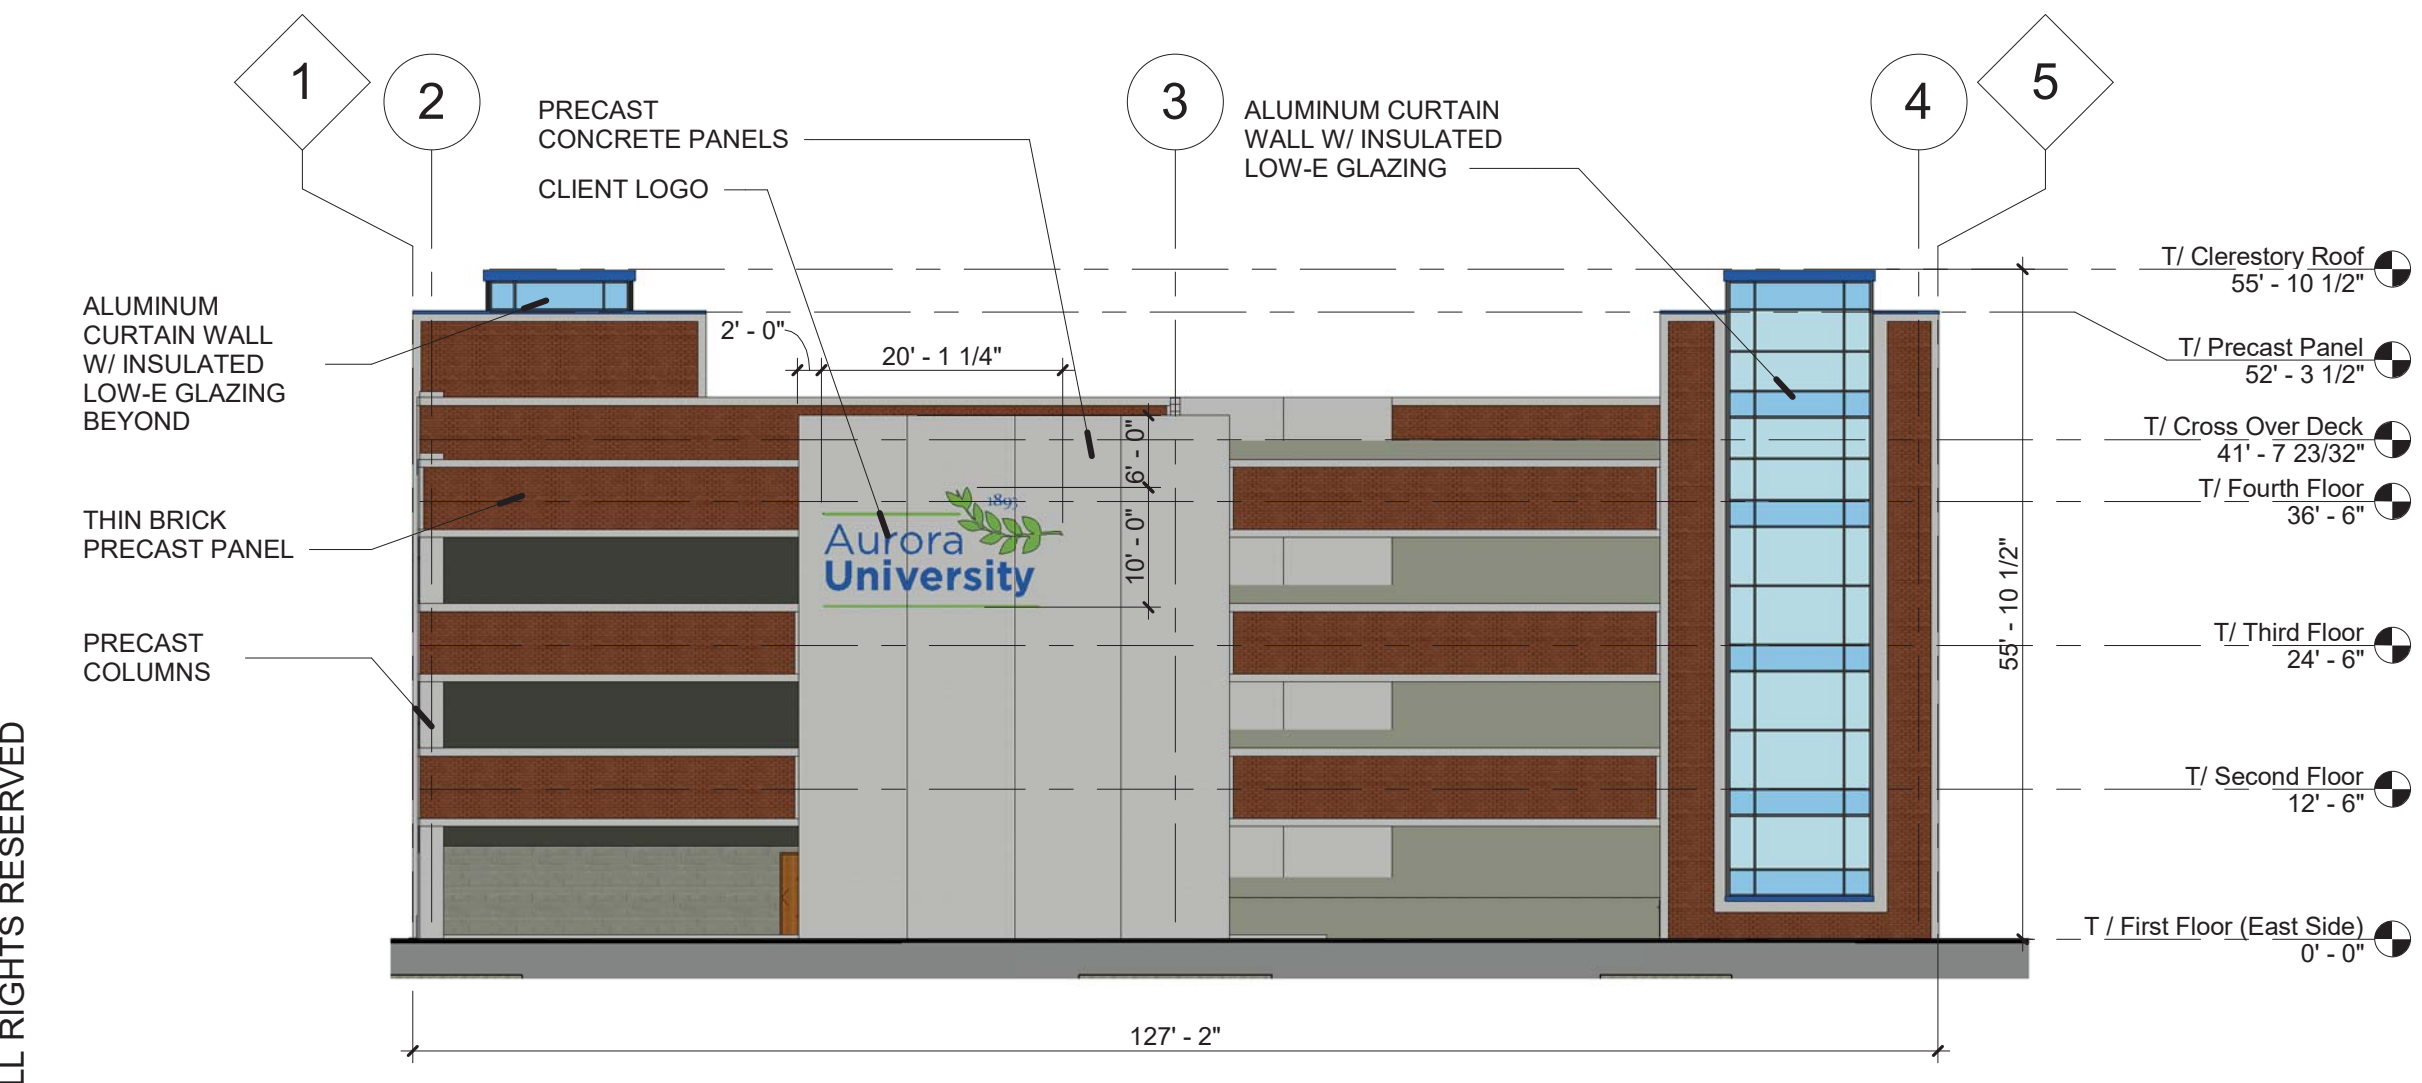 1
2
3
4
5
PRECAST
CONCRETE PANELS
CLIENT LOGO
ALUMINUM CURTAIN
WALL W/ INSULATED
LOW-E GLAZING
ALUMINUM
CURTAIN WALL
W/ INSULATED
LOW-E GLAZING
BEYOND
THIN BRICK
PRECAST PANEL
PRECAST
COLUMNS
2' - 0"
20' - 1 1/4"
6' - 0"
10' - 0"
Aurora
University
55' - 10 1/2"
127' - 2"
T/ Clerestory Roof
55' - 10 1/2"
T/ Precast Panel
52' - 3 1/2"
T/ Cross Over Deck
41' - 7 23/32"
T/ Fourth Floor
36' - 6"
T/ Third Floor
24' - 6"
T/ Second Floor
12' - 6"
T / First Floor (East Side)
0' - 0"
RIGHTS RESERVED